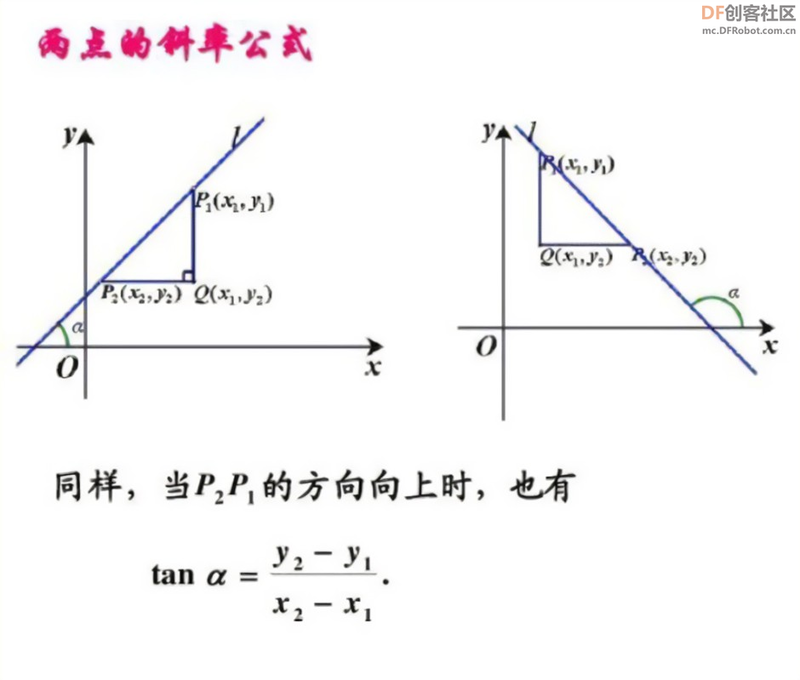 DF创客社区
mc.DFRobot.com.cn
两点的斜率公式
y
l
P₁(x₁,y₁)
P₂(x₂,y₂) Q(x₁,y₂)
α
O
x
y
l
P₁(x₁,y₁)
Q(x₁,y₂) P₂(x₂,y₂)
α
O
x
同样，当P₂P₁的方向向上时，也有
tan α = (y₂ − y₁)/(x₂ − x₁).